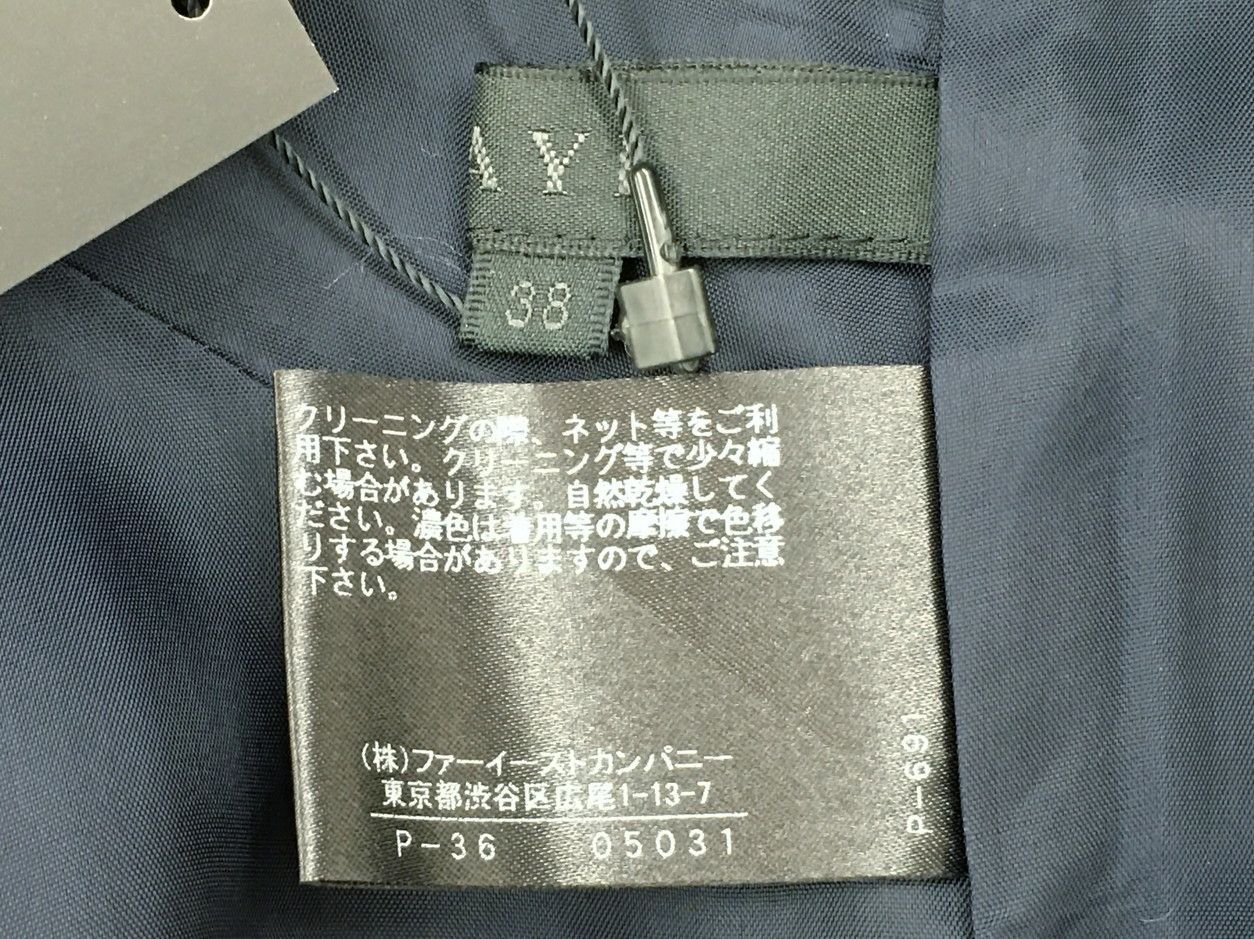 AY
38
クリーニングの際、ネット等をご利
用下さい。クリーニング等で少々縮
む場合があります。自然乾燥してく
ださい。濃色は着用等の摩擦で色移
りする場合がありますので、ご注意
下さい。
(株)ファーイーストカンパニー
東京都渋谷区広尾1-13-7
P-36 05031
P-991